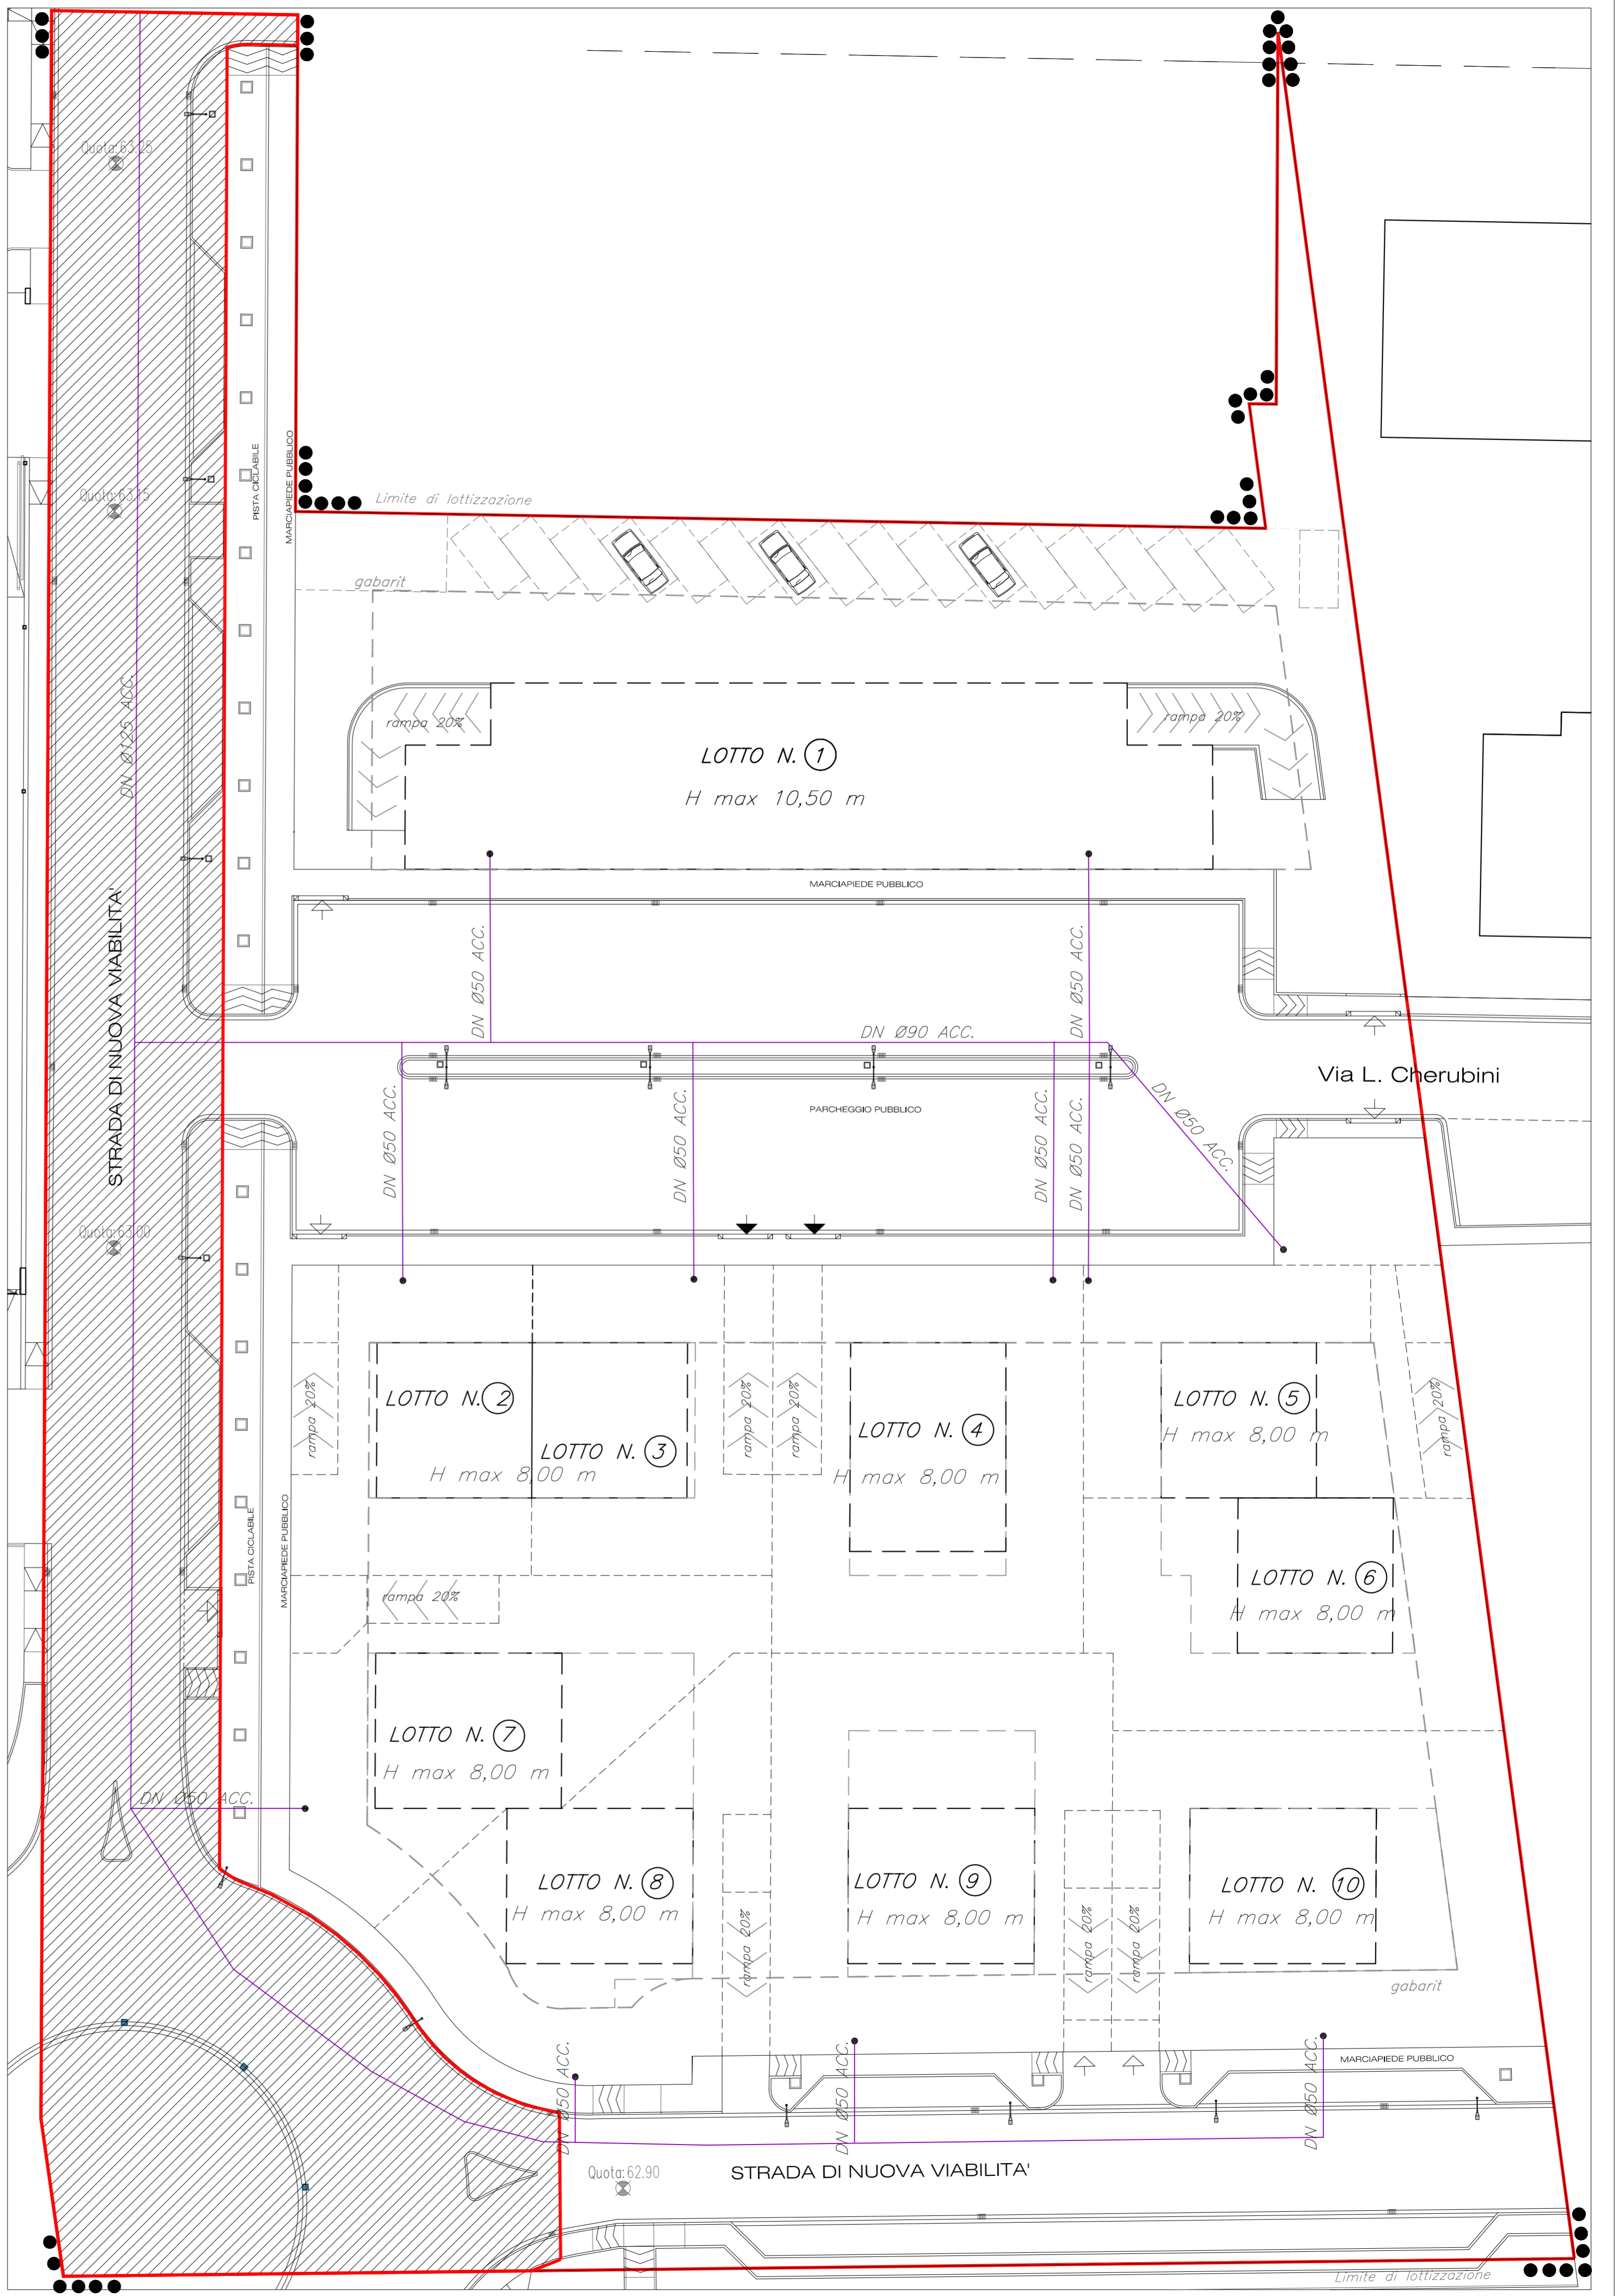 Quota:63.25
PISTA CICLABILE
MARCIAPIEDE PUBBLICO
Quota:63.15
Limite di lottizzazione
gabarit
DN Ø125 ACC.
rampa 20%
rampa 20%
LOTTO N. 1
H max 10,50 m
MARCIAPIEDE PUBBLICO
STRADA DI NUOVA VIABILITA'
DN Ø50 ACC.
DN Ø50 ACC.
DN Ø90 ACC.
Via L. Cherubini
PARCHEGGIO PUBBLICO
DN Ø50 ACC.
DN Ø50 ACC.
DN Ø50 ACC.
DN Ø50 ACC.
DN Ø50 ACC.
Quota:63.00
rampa 20%
LOTTO N. 2
LOTTO N. 3
H max 8,00 m
rampa 20%
rampa 20%
LOTTO N. 4
H max 8,00 m
LOTTO N. 5
H max 8,00 m
rampa 20%
PISTA CICLABILE
MARCIAPIEDE PUBBLICO
rampa 20%
LOTTO N. 6
H max 8,00 m
LOTTO N. 7
H max 8,00 m
DN Ø50 ACC.
LOTTO N. 8
H max 8,00 m
LOTTO N. 9
H max 8,00 m
LOTTO N. 10
H max 8,00 m
rampa 20%
rampa 20%
rampa 20%
gabarit
DN Ø50 ACC.
DN Ø50 ACC.
DN Ø50 ACC.
MARCIAPIEDE PUBBLICO
Quota:62.90
STRADA DI NUOVA VIABILITA'
Limite di lottizzazione